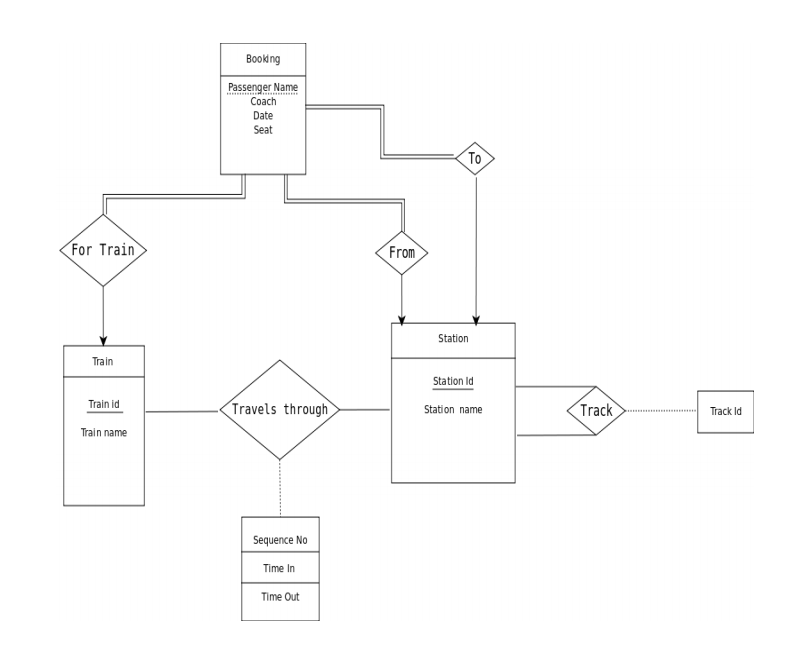 Booking
Passenger Name
Coach
Date
Seat
To
For Train
From
Train
Train id
Train name
Travels through
Station
Station Id
Station name
Track
Track Id
Sequence No
Time In
Time Out